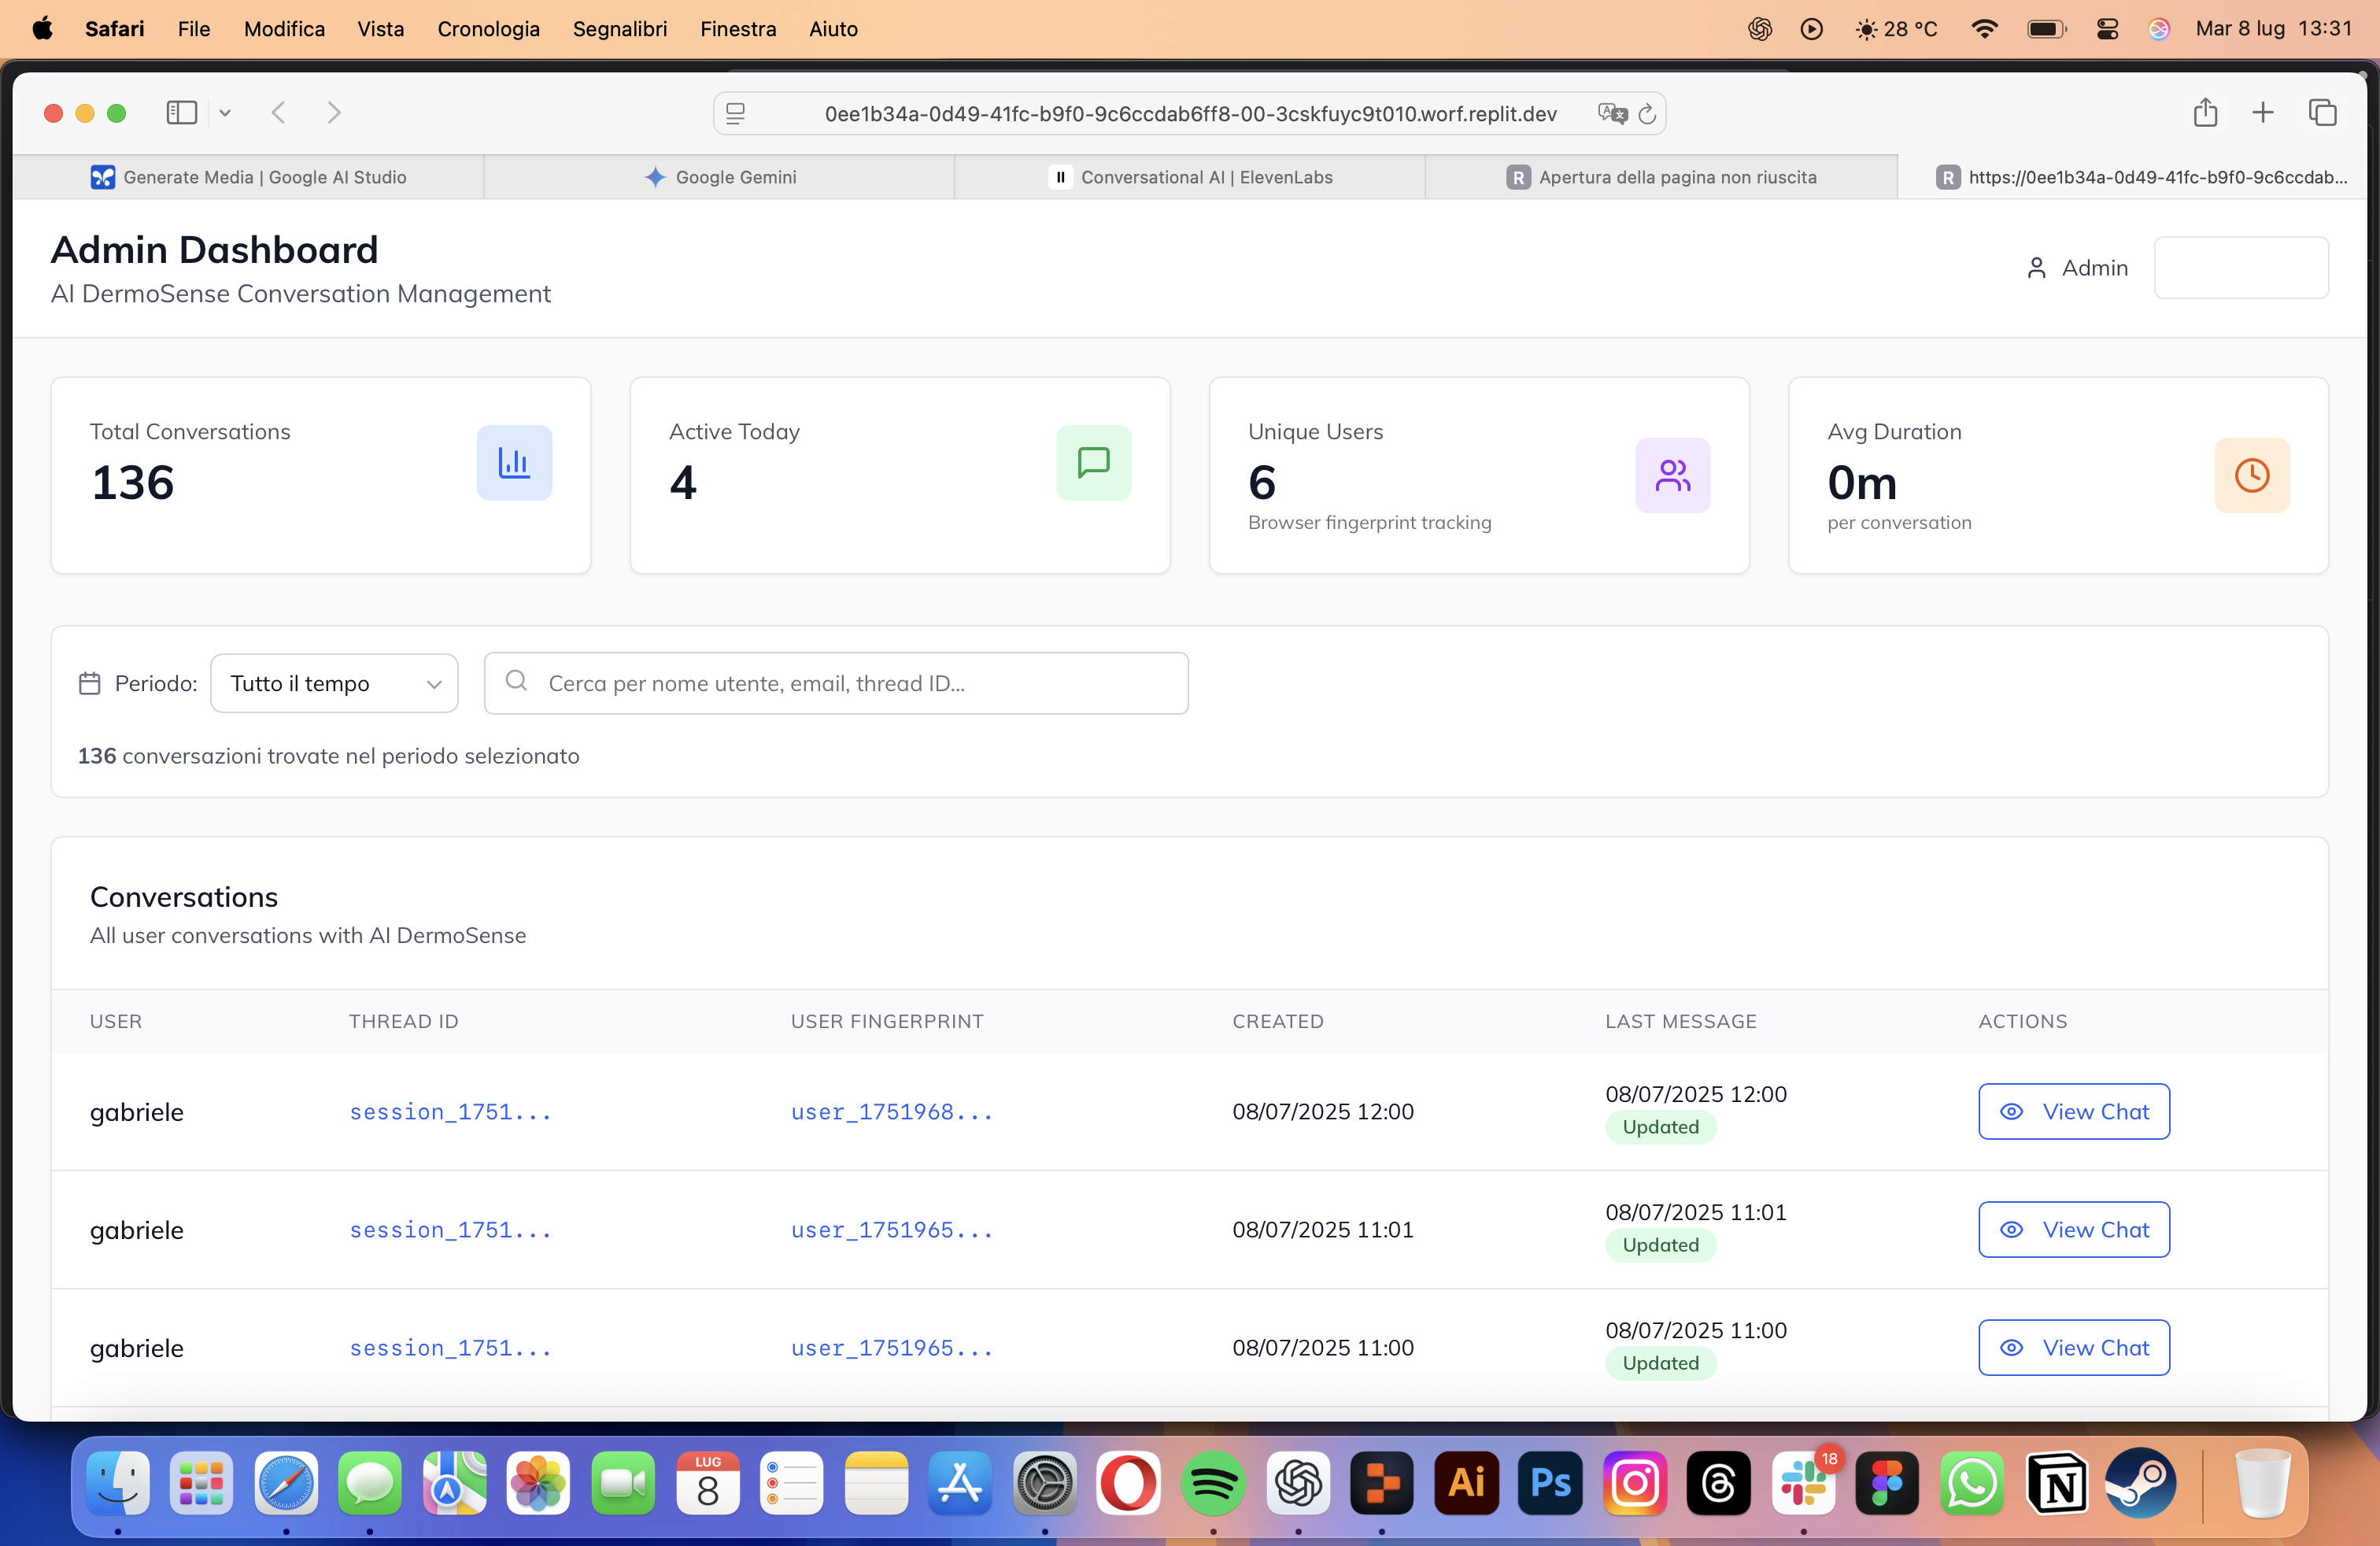 Safari File Modifica Vista Cronologia Segnalibri Finestra Aiuto 28 °C Mar 8 lug 13:31
0ee1b34a-0d49-41fc-b9f0-9c6ccdab6ff8-00-3cskfuyc9t010.worf.replit.dev
Generate Media | Google AI Studio Google Gemini II Conversational AI | ElevenLabs R Apertura della pagina non riuscita R https://0ee1b34a-0d49-41fc-b9f0-9c6ccdab...
Admin Dashboard
AI DermoSense Conversation Management
Admin
Total Conversations
136
Active Today
4
Unique Users
6
Browser fingerprint tracking
Avg Duration
0m
per conversation
Periodo: Tutto il tempo Cerca per nome utente, email, thread ID...
136 conversazioni trovate nel periodo selezionato
Conversations
All user conversations with AI DermoSense
USER THREAD ID USER FINGERPRINT CREATED LAST MESSAGE ACTIONS
gabriele session_1751... user_1751968... 08/07/2025 12:00 08/07/2025 12:00 View Chat
Updated
gabriele session_1751... user_1751965... 08/07/2025 11:01 08/07/2025 11:01 View Chat
Updated
gabriele session_1751... user_1751965... 08/07/2025 11:00 08/07/2025 11:00 View Chat
Updated
LUG
8
Ai Ps 18 N